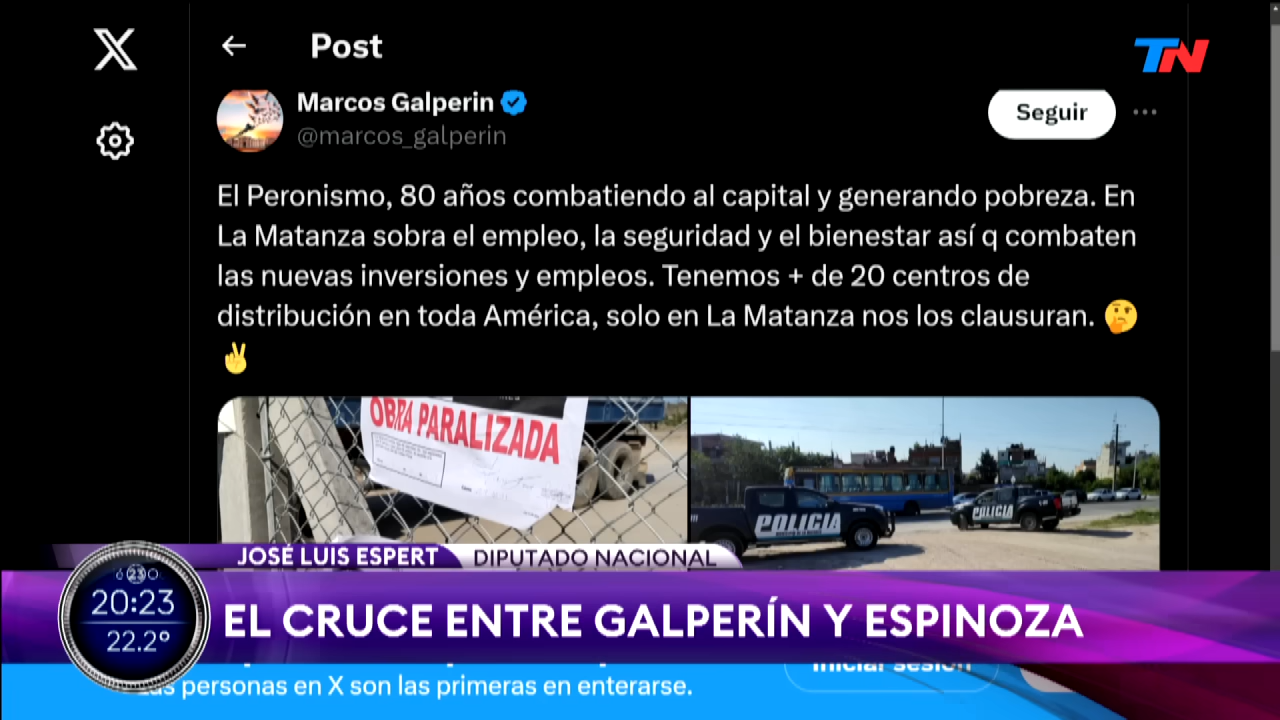 Post
TN
Marcos Galperin
@marcos_galperin
Seguir
El Peronismo, 80 años combatiendo al capital y generando pobreza. En
La Matanza sobra el empleo, la seguridad y el bienestar así q combaten
las nuevas inversiones y empleos. Tenemos + de 20 centros de
distribución en toda América, solo en La Matanza nos los clausuran. 🤔
✌️
OBRA PARALIZADA
POLICIA
POLICIA
JOSÉ LUIS ESPERT DIPUTADO NACIONAL
20:23
22.2°
EL CRUCE ENTRE GALPERÍN Y ESPINOZA
Iniciar sesión
Las personas en X son las primeras en enterarse.